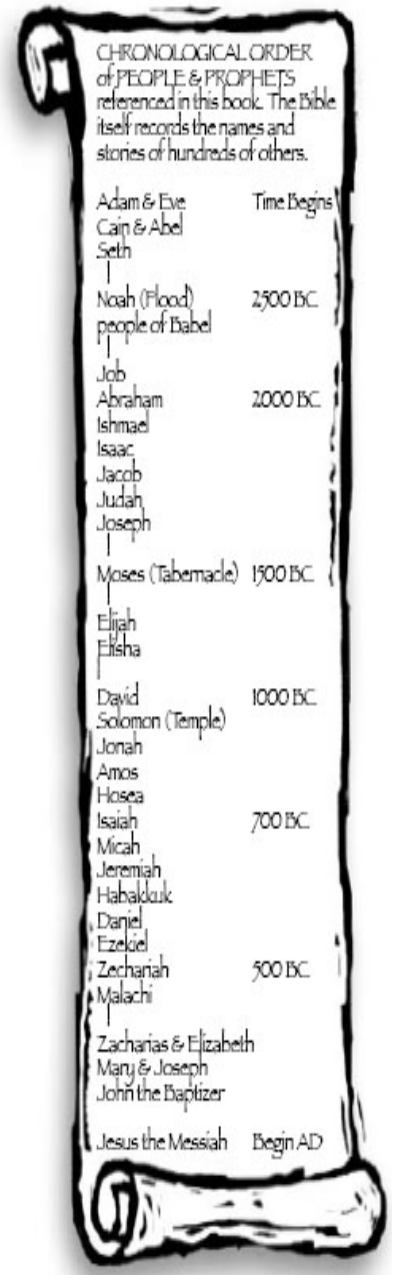 CHRONOLOGICAL ORDER
of PEOPLE & PROPHETS
referenced in this book. The Bible
itself records the names and
stories of hundreds of others.
Adam & Eve Time Begins
Cain & Abel
Seth
Noah (Flood) 2500 BC
people of Babel
Job
Abraham 2000 BC
Ishmael
Isaac
Jacob
Judah
Joseph
Moses (Tabernacle) 1500 BC
Elijah
Elisha
David 1000 BC
Solomon (Temple)
Jonah
Amos
Hosea
Isaiah 700 BC
Micah
Jeremiah
Habakkuk
Daniel
Ezekiel
Zechariah 500 BC
Malachi
Zacharias & Elizabeth
Mary & Joseph
John the Baptizer
Jesus the Messiah Begin AD